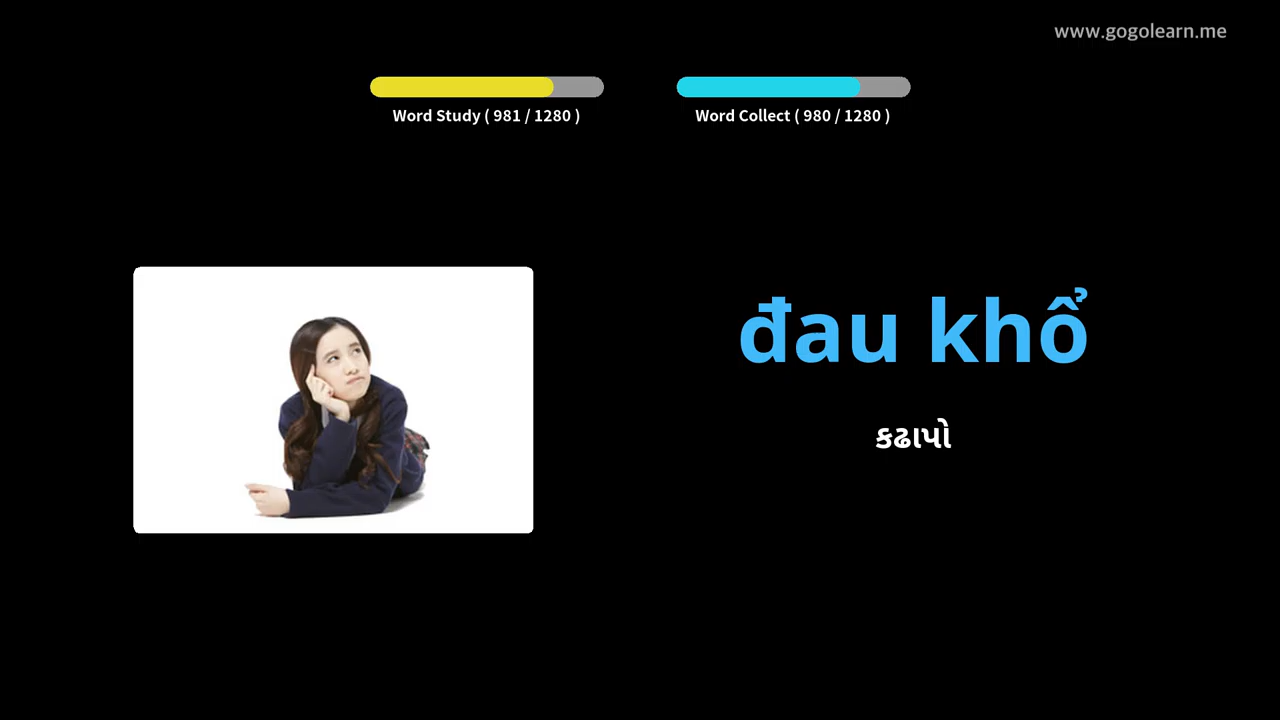 www.gogolearn.me
Word Study ( 981 / 1280 )
Word Collect ( 980 / 1280 )
đau khổ
કઢાપો